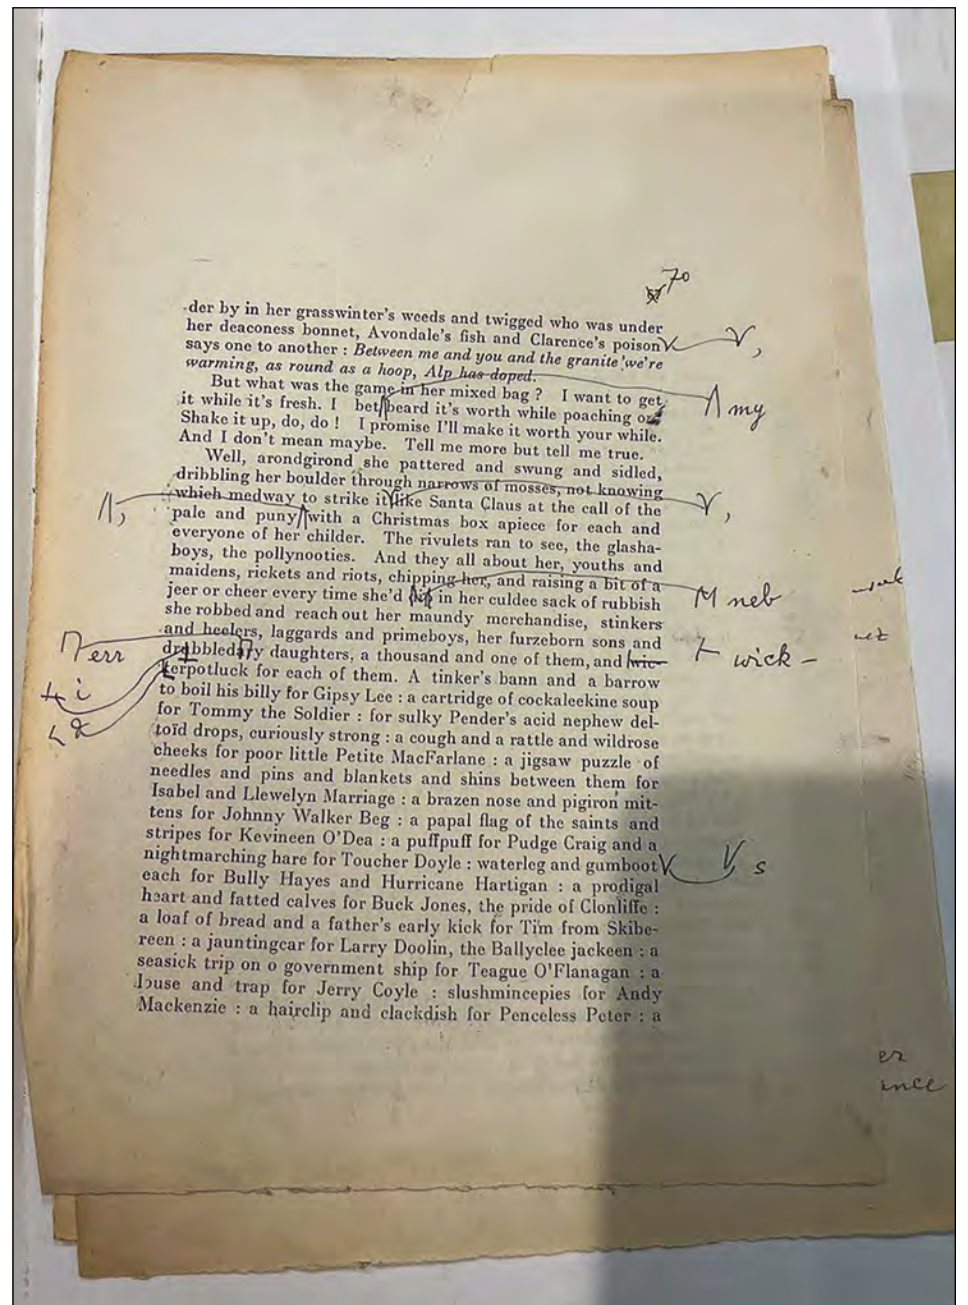 70
der by in her grasswinter's weeds and twigged who was under
her deaconess bonnet, Avondale's fish and Clarence's poison
V,
says one to another : Between me and you and the granite we're
warming, as round as a hoop, Alp has doped.
But what was the game in her mixed bag ? I want to get
it while it's fresh. I bet beard it's worth while poaching on
my
Shake it up, do, do ! I promise I'll make it worth your while.
And I don't mean maybe. Tell me more but tell me true.
Well, arondgirond she pattered and swung and sidled,
dribbling her boulder through narrows of mosses, not knowing
which medway to strike it like Santa Claus at the call of the
V,
pale and puny with a Christmas box apiece for each and
everyone of her childer. The rivulets ran to see, the glasha-
boys, the pollynooties. And they all about her, youths and
maidens, rickets and riots, chipping her, and raising a bit of a
jeer or cheer every time she'd in her culdee sack of rubbish
neb
she robbed and reach out her maundy merchandise, stinkers
and heelers, laggards and primeboys, her furzeborn sons and
err
dribbled y daughters, a thousand and one of them, and wic-
wick-
kerpotluck for each of them. A tinker's bann and a barrow
i
to boil his billy for Gipsy Lee : a cartridge of cockaleekine soup
for Tommy the Soldier : for sulky Pender's acid nephew del-
toïd drops, curiously strong : a cough and a rattle and wildrose
cheeks for poor little Petite MacFarlane : a jigsaw puzzle of
needles and pins and blankets and shins between them for
Isabel and Llewelyn Marriage : a brazen nose and pigiron mit-
tens for Johnny Walker Beg : a papal flag of the saints and
stripes for Kevineen O'Dea : a puffpuff for Pudge Craig and a
nightmarching hare for Toucher Doyle : waterleg and gumboot
s
each for Bully Hayes and Hurricane Hartigan : a prodigal
heart and fatted calves for Buck Jones, the pride of Clonliffe :
a loaf of bread and a father's early kick for Tim from Skibe-
reen : a jauntingcar for Larry Doolin, the Ballyclee jackeen : a
seasick trip on o government ship for Teague O'Flanagan : a
louse and trap for Jerry Coyle : slushmincepies for Andy
Mackenzie : a hairclip and clackdish for Penceless Peter : a
er
ance